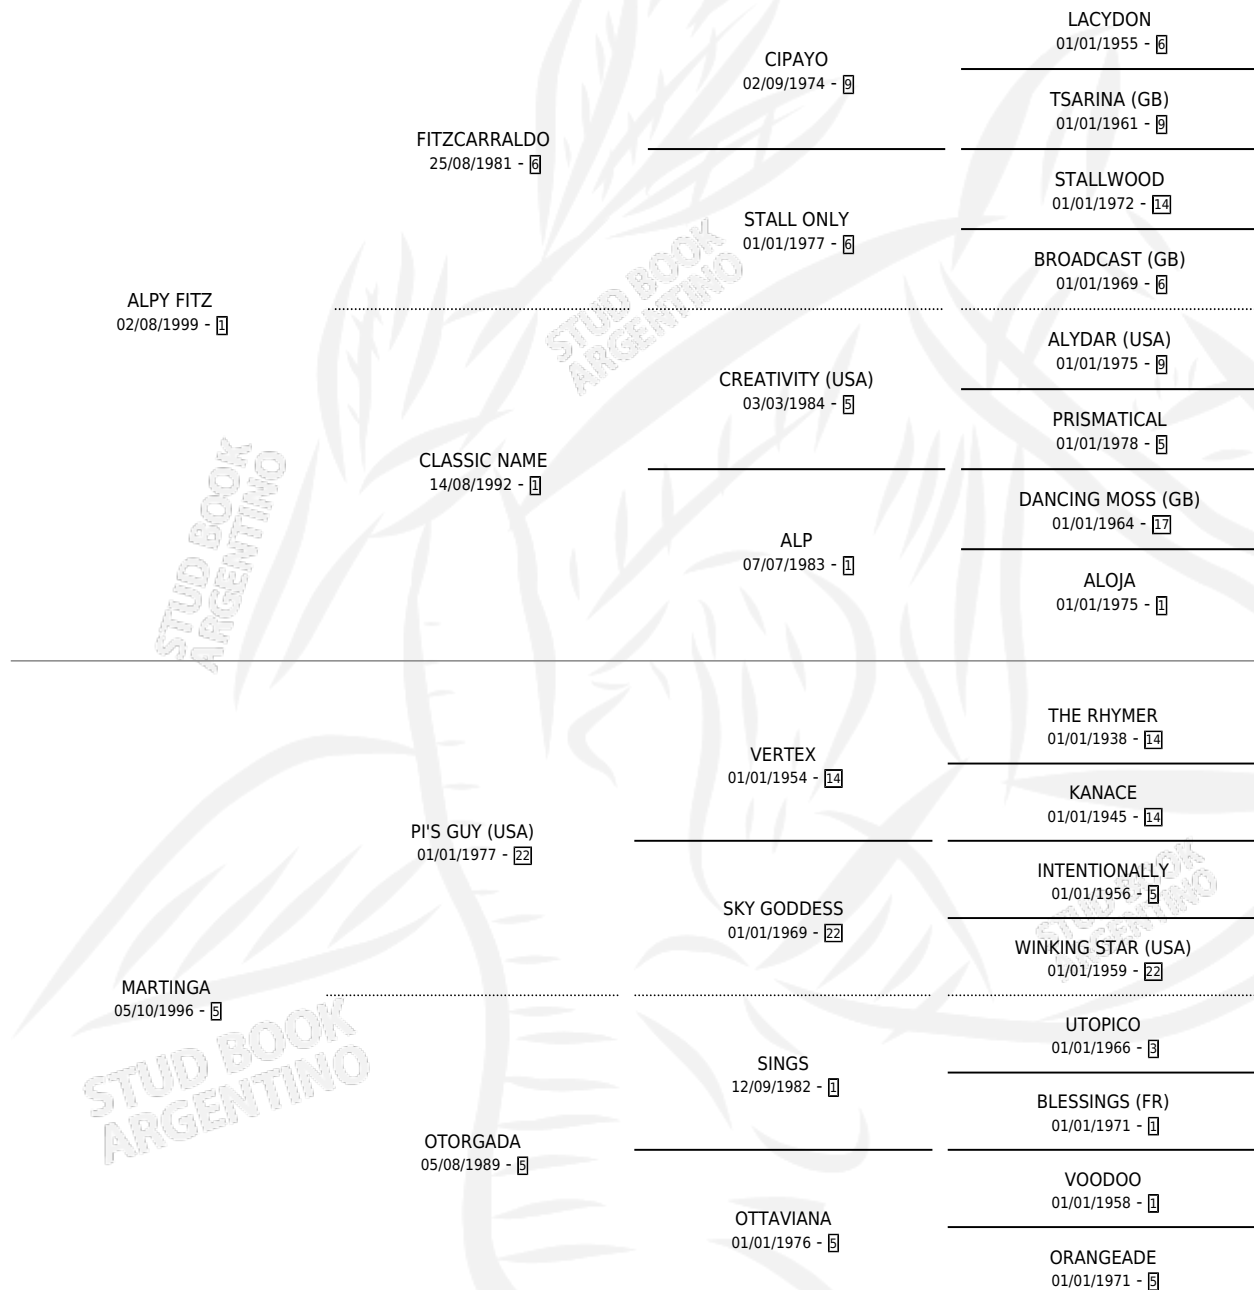 LACYDON
01/01/1955 - 6
CIPAYO
02/09/1974 - 9
TSARINA (GB)
01/01/1961 - 9
FITZCARRALDO
25/08/1981 - 6
STALLWOOD
01/01/1972 - 14
STALL ONLY
01/01/1977 - 6
BROADCAST (GB)
01/01/1969 - 6
ALPY FITZ
02/08/1999 - 1
STUD BOOK
ARGENTINO
ALYDAR (USA)
01/01/1975 - 9
CREATIVITY (USA)
03/03/1984 - 5
PRISMATICAL
01/01/1978 - 5
CLASSIC NAME
14/08/1992 - 1
DANCING MOSS (GB)
01/01/1964 - 17
ALP
07/07/1983 - 1
ALOJA
01/01/1975 - 1
STUD BOOK
ARGENTINO
THE RHYMER
01/01/1938 - 14
VERTEX
01/01/1954 - 14
KANACE
01/01/1945 - 14
PI'S GUY (USA)
01/01/1977 - 22
INTENTIONALLY
01/01/1956 - 5
SKY GODDESS
01/01/1969 - 22
STUD BOOK
ARGENTINO
WINKING STAR (USA)
01/01/1959 - 22
MARTINGA
05/10/1996 - 5
STUD BOOK
ARGENTINO
UTOPICO
01/01/1966 - 3
SINGS
12/09/1982 - 1
BLESSINGS (FR)
01/01/1971 - 1
OTORGADA
05/08/1989 - 5
VOODOO
01/01/1958 - 1
OTTAVIANA
01/01/1976 - 5
ORANGEADE
01/01/1971 - 5